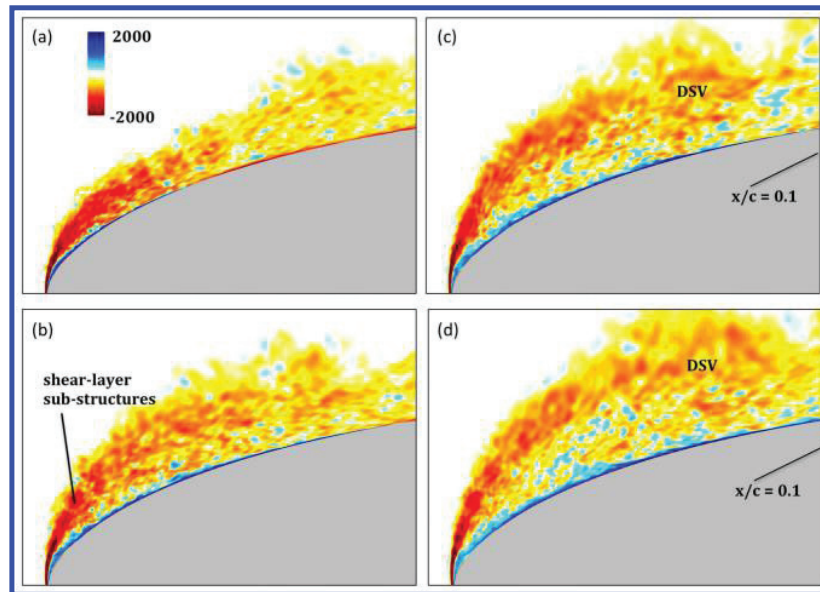 (a)
2000
-2000
(c)
DSV
x/c = 0.1
(b)
shear-layer
sub-structures
(d)
DSV
x/c = 0.1